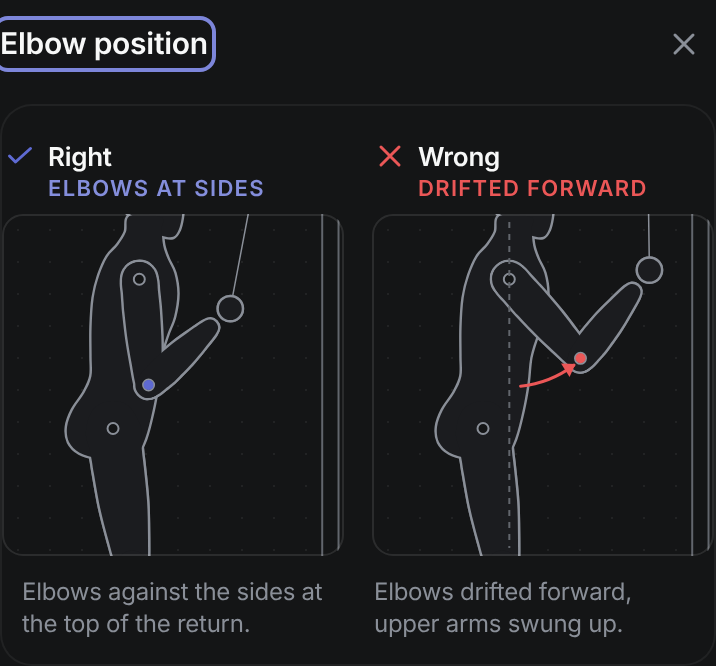 Elbow position
Right
ELBOWS AT SIDES
Elbows against the sides at
the top of the return.
Wrong
DRIFTED FORWARD
Elbows drifted forward,
upper arms swung up.